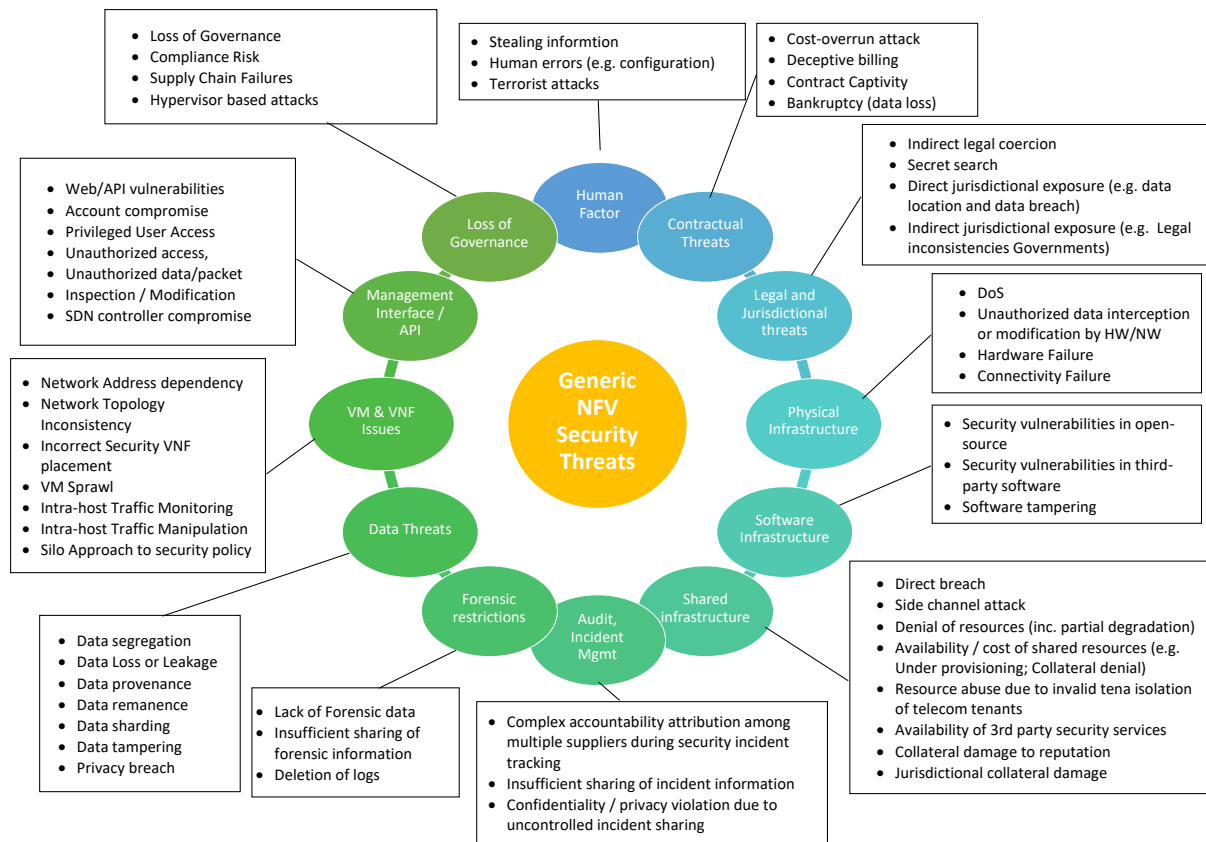 • Loss of Governance
• Compliance Risk
• Supply Chain Failures
• Hypervisor based attacks
• Stealing informtion
• Human errors (e.g. configuration)
• Terrorist attacks
• Cost-overrun attack
• Deceptive billing
• Contract Captivity
• Bankruptcy (data loss)
• Indirect legal coercion
• Secret search
• Direct jurisdictional exposure (e.g. data
location and data breach)
• Indirect jurisdictional exposure (e.g. Legal
inconsistencies Governments)
• Web/API vulnerabilities
• Account compromise
• Privileged User Access
• Unauthorized access,
• Unauthorized data/packet
• Inspection / Modification
• SDN controller compromise
Human
Factor
Loss of
Governance
Contractual
Threats
Management
Interface /
API
Legal and
Jurisdictional
threats
• DoS
• Unauthorized data interception
or modification by HW/NW
• Hardware Failure
• Connectivity Failure
• Network Address dependency
• Network Topology
Inconsistency
• Incorrect Security VNF
placement
• VM Sprawl
• Intra-host Traffic Monitoring
• Intra-host Traffic Manipulation
• Silo Approach to security policy
VM & VNF
Issues
Generic
NFV
Security
Threats
Physical
Infrastructure
• Security vulnerabilities in open-
source
• Security vulnerabilities in third-
party software
• Software tampering
Data Threats
Software
Infrastructure
Forensic
restrictions
Audit,
Incident
Mgmt
Shared
infrastructure
• Direct breach
• Side channel attack
• Denial of resources (inc. partial degradation)
• Availability / cost of shared resources (e.g.
Under provisioning; Collateral denial)
• Resource abuse due to invalid tena isolation
of telecom tenants
• Availability of 3rd party security services
• Collateral damage to reputation
• Jurisdictional collateral damage
• Data segregation
• Data Loss or Leakage
• Data provenance
• Data remanence
• Data sharding
• Data tampering
• Privacy breach
• Lack of Forensic data
• Insufficient sharing of
forensic information
• Deletion of logs
• Complex accountability attribution among
multiple suppliers during security incident
tracking
• Insufficient sharing of incident information
• Confidentiality / privacy violation due to
uncontrolled incident sharing